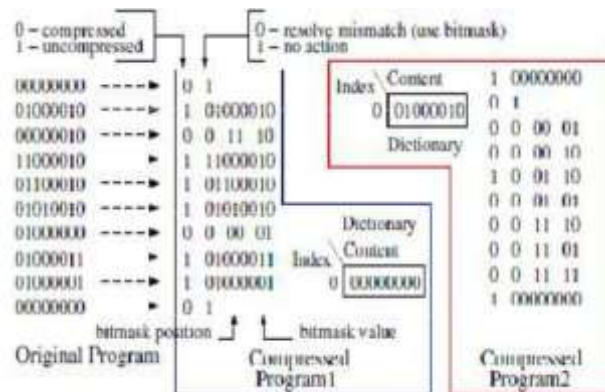 0 – compressed
1 – uncompressed
0 – resolve mismatch (use bitmask)
1 – no action
00000000
01000010
00000010
11000010
01100010
01010010
01000000
01000011
01000001
00000000
Original Program
0 1
1 01000010
0 0 11 10
1 11000010
1 01100010
1 01010010
0 0 00 01
1 01000011
1 01000001
0 1
bitmask position
bitmask value
Dictionary
Index Content
0 00000000
Compressed
Program1
Index Content
0 01000010
Dictionary
1 00000000
0 1
0 0 00 01
0 0 00 10
1 0 01 10
0 0 01 01
0 0 11 10
0 0 11 01
0 0 11 11
1 00000000
Compressed
Program2